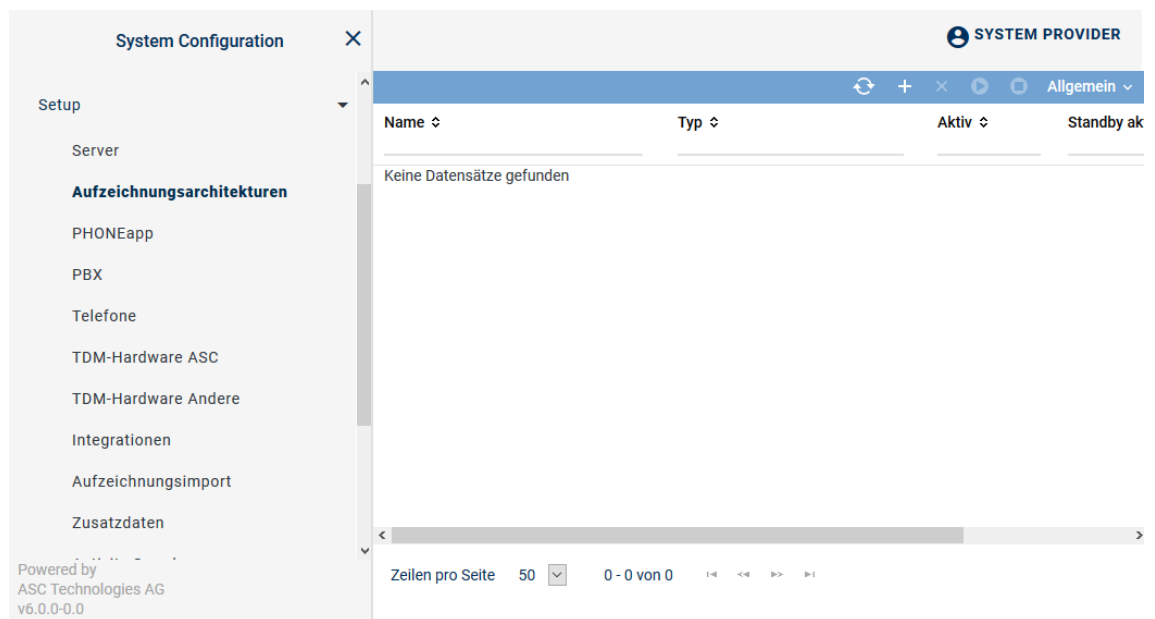 System Configuration
SYSTEM PROVIDER
Setup
Server
Aufzeichnungsarchitekturen
PHONEapp
PBX
Telefone
TDM-Hardware ASC
TDM-Hardware Andere
Integrationen
Aufzeichnungsimport
Zusatzdaten
Powered by
ASC Technologies AG
v6.0.0-0.0
Allgemein
Name Typ Aktiv Standby ak
Keine Datensätze gefunden
Zeilen pro Seite 50 0 - 0 von 0